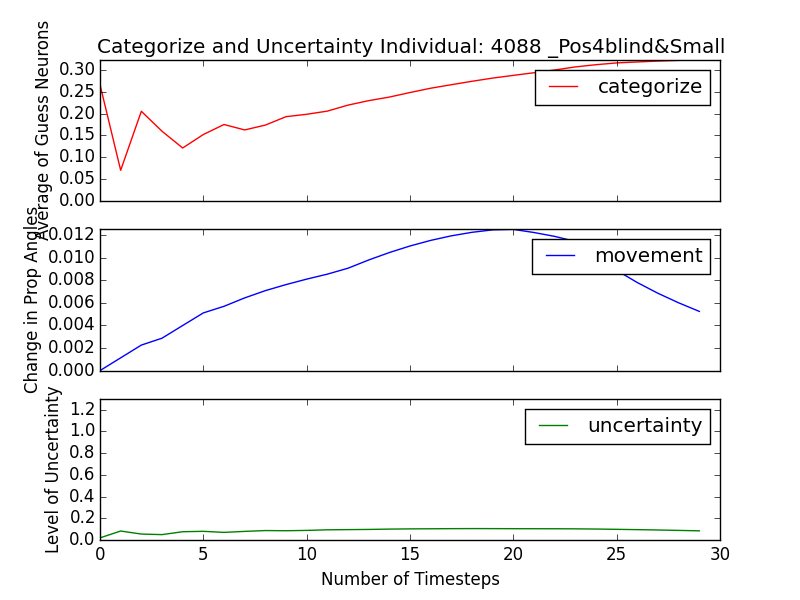 Categorize and Uncertainty Individual: 4088 _Pos4blind&Small
Average of Guess Neurons
0.30
0.25
0.20
0.15
0.10
0.05
0.00
categorize
Change in Prop Angles
0.012
0.010
0.008
0.006
0.004
0.002
0.000
movement
Level of Uncertainty
1.2
1.0
0.8
0.6
0.4
0.2
0.0
uncertainty
0 5 10 15 20 25 30
Number of Timesteps